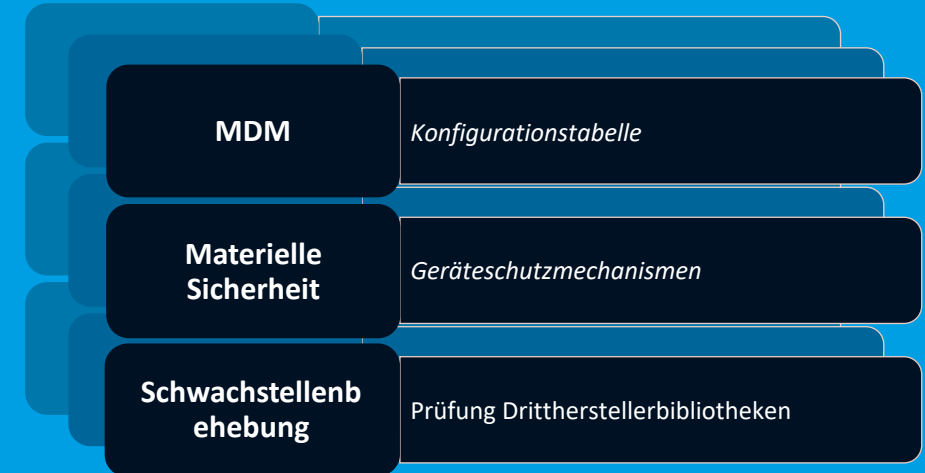 MDM
Konfigurationstabelle
Materielle
Sicherheit
Geräteschutzmechanismen
Schwachstellenb
ehebung
Prüfung Drittherstellerbibliotheken